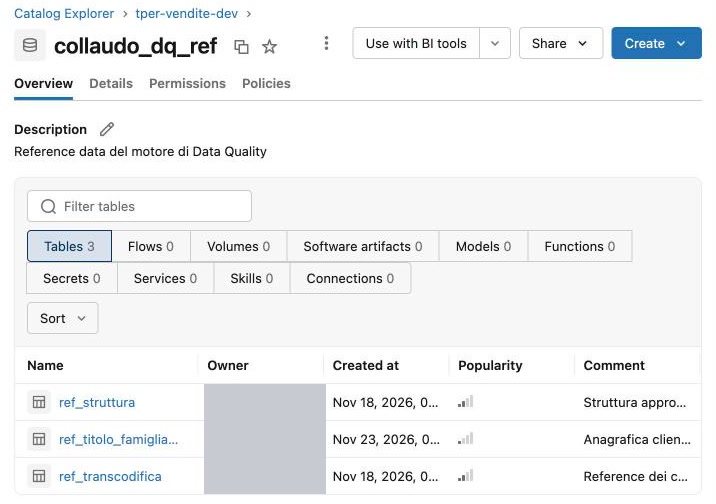 Catalog Explorer > tper-vendite-dev >
collaudo_dq_ref
Use with BI tools
Share
Create
Overview Details Permissions Policies
Description
Reference data del motore di Data Quality
Filter tables
Tables 3 Flows 0 Volumes 0 Software artifacts 0 Models 0 Functions 0
Secrets 0 Services 0 Skills 0 Connections 0
Sort
Name Owner Created at Popularity Comment
ref_struttura Nov 18, 2026, 0... Struttura appro...
ref_titolo_famiglia... Nov 23, 2026, 0... Anagrafica clien...
ref_transcodifica Nov 18, 2026, 0... Reference dei c...